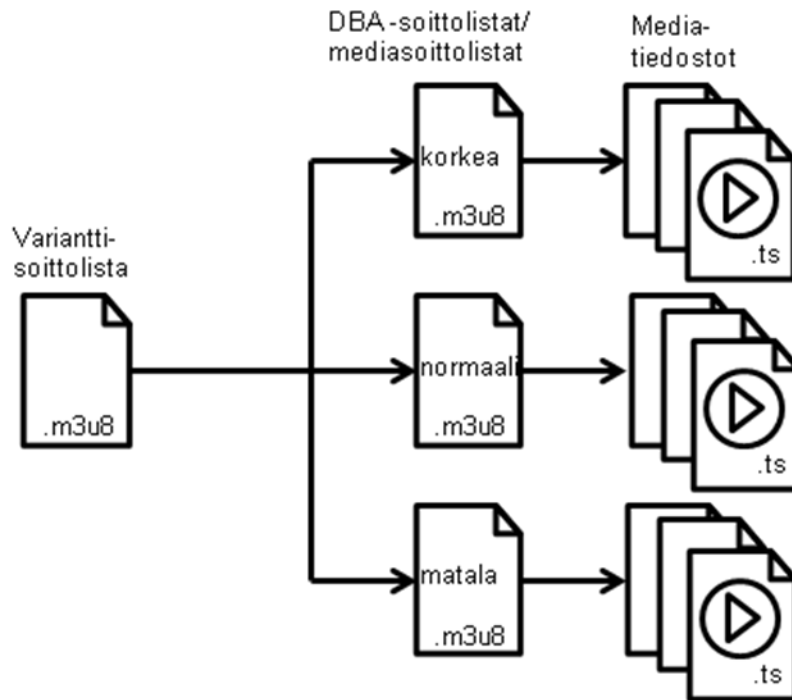 DBA-soittolistat/
mediasoittolistat
Media-
tiedostot
korkea
.m3u8
.ts
Variantti-
soittolista
.m3u8
normaali
.m3u8
.ts
matala
.m3u8
.ts